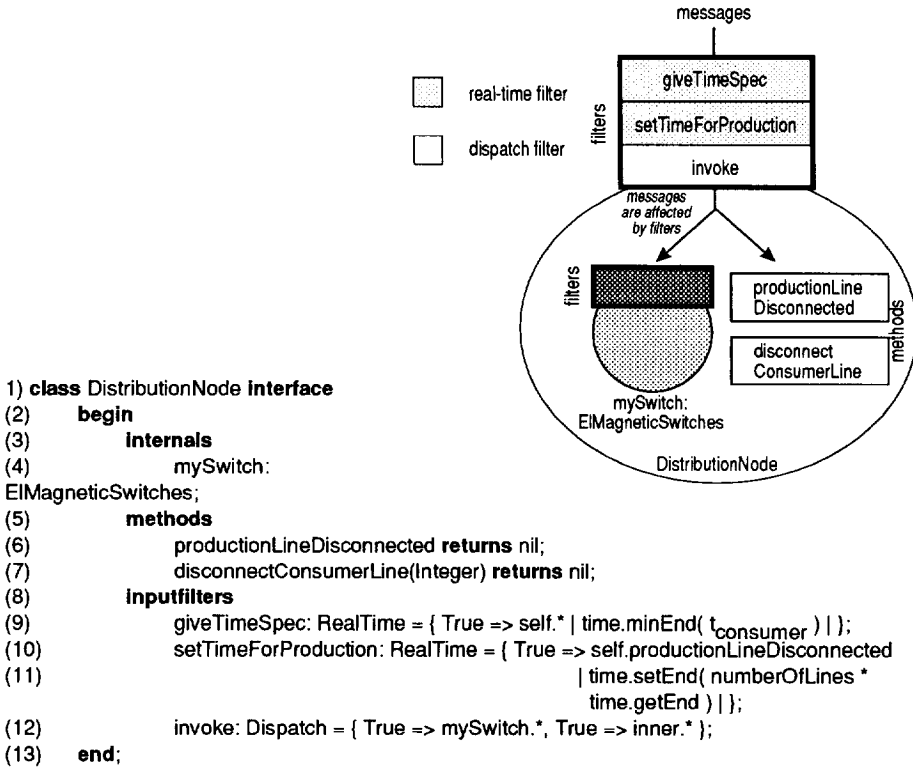 messages
real-time filter
dispatch filter
filters
giveTimeSpec
setTimeForProduction
invoke
messages
are affected
by filters
filters
productionLine
Disconnected
disconnect
ConsumerLine
methods
mySwitch:
ElMagneticSwitches
DistributionNode
1) class DistributionNode interface
(2) begin
(3) internals
(4) mySwitch:
ElMagneticSwitches;
(5) methods
(6) productionLineDisconnected returns nil;
(7) disconnectConsumerLine(Integer) returns nil;
(8) inputfilters
(9) giveTimeSpec: RealTime = { True => self.* | time.minEnd( tconsumer ) | };
(10) setTimeForProduction: RealTime = { True => self.productionLineDisconnected
(11) | time.setEnd( numberOfLines *
time.getEnd ) | };
(12) invoke: Dispatch = { True => mySwitch.*, True => inner.* };
(13) end;